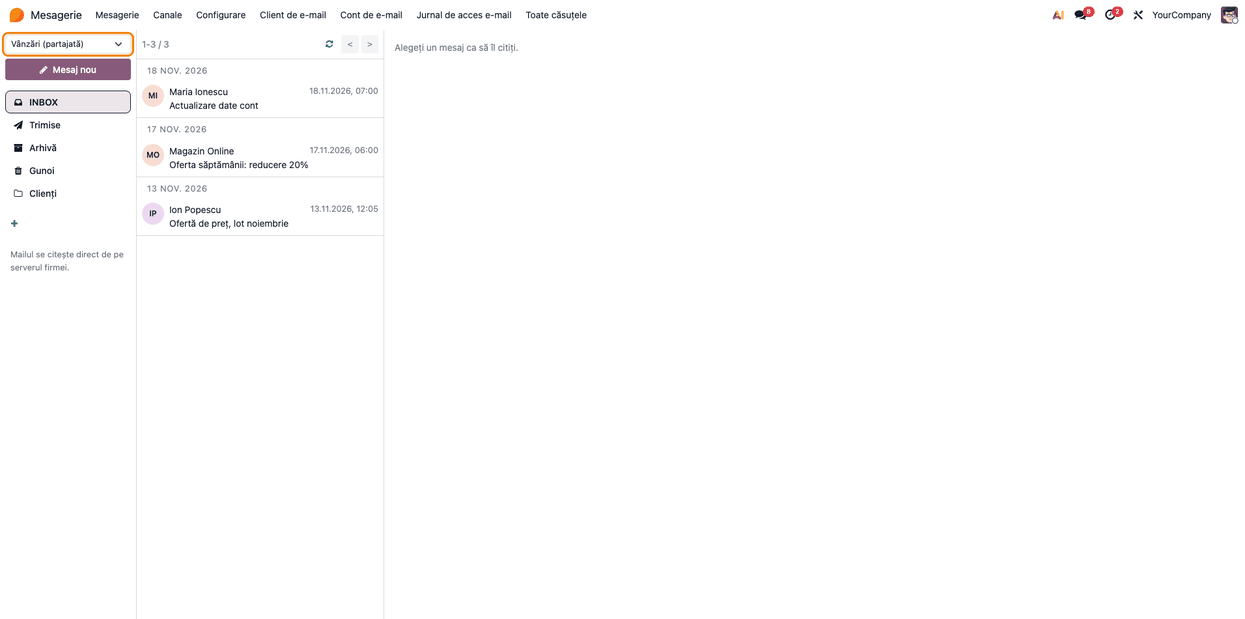 Mesagerie
Mesagerie
Canale
Configurare
Client de e-mail
Cont de e-mail
Jurnal de acces e-mail
Toate căsuțele
AI
8
2
YourCompany
Vânzări (partajată)
Mesaj nou
INBOX
Trimise
Arhivă
Gunoi
Clienți
+
Mailul se citește direct de pe
serverul firmei.
1-3 / 3
<
>
18 NOV. 2026
MI
Maria Ionescu
18.11.2026, 07:00
Actualizare date cont
17 NOV. 2026
MO
Magazin Online
17.11.2026, 06:00
Oferta săptămânii: reducere 20%
13 NOV. 2026
IP
Ion Popescu
13.11.2026, 12:05
Ofertă de preț, lot noiembrie
Alegeți un mesaj ca să îl citiți.